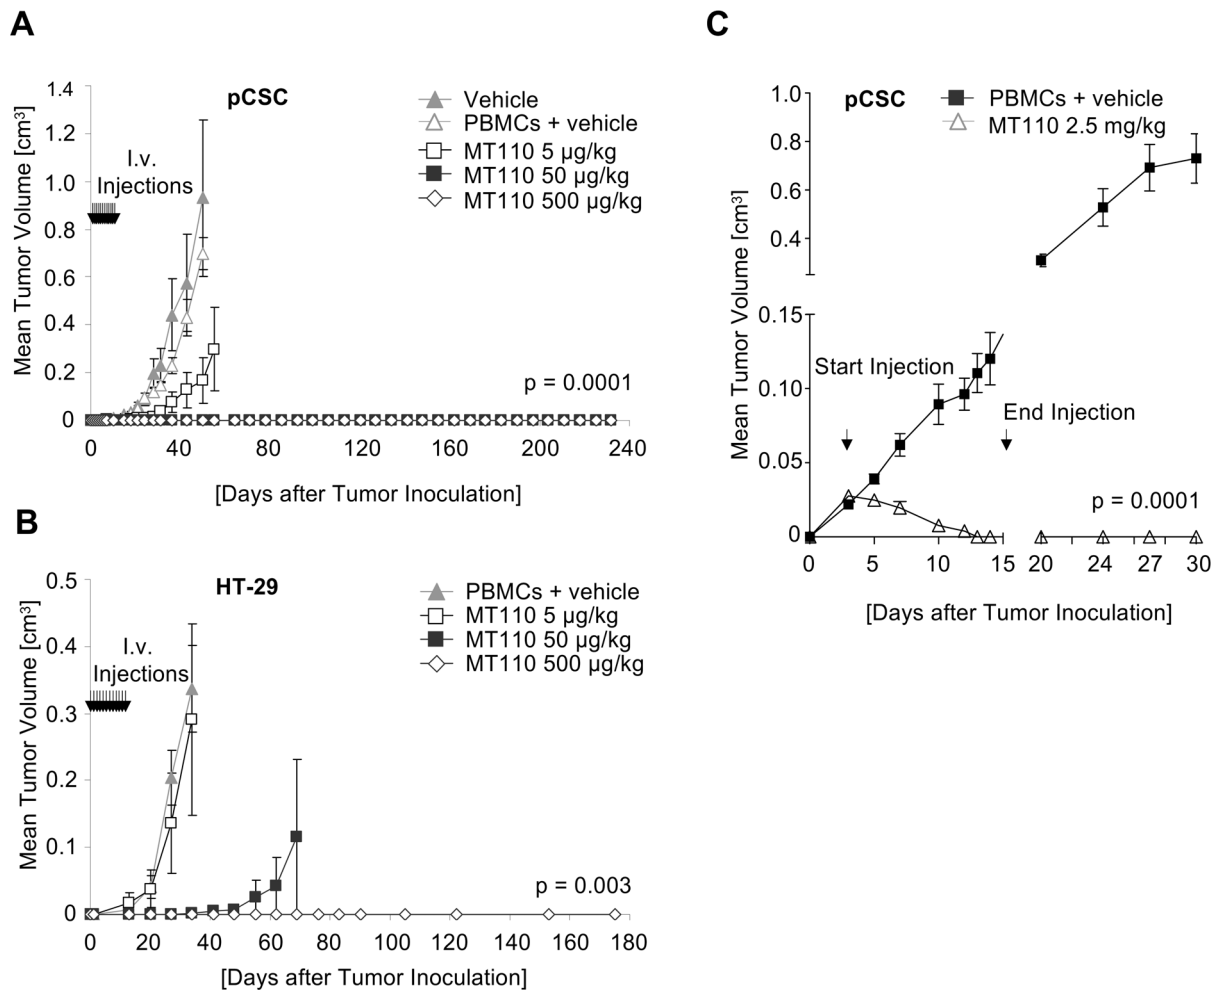 A
pCSC
Mean Tumor Volume [cm³]
1.4
1.2
1.0
0.8
0.6
0.4
0.2
0
I.v.
Injections
Vehicle
PBMCs + vehicle
MT110 5 µg/kg
MT110 50 µg/kg
MT110 500 µg/kg
p = 0.0001
0 40 80 120 160 200 240
[Days after Tumor Inoculation]
B
HT-29
Mean Tumor Volume [cm³]
0.5
0.4
0.3
0.2
0.1
0
I.v.
Injections
PBMCs + vehicle
MT110 5 µg/kg
MT110 50 µg/kg
MT110 500 µg/kg
p = 0.003
0 20 40 60 80 100 120 140 160 180
[Days after Tumor Inoculation]
C
pCSC
PBMCs + vehicle
MT110 2.5 mg/kg
Mean Tumor Volume [cm³]
1.0
0.8
0.6
0.4
0.15
0.10
0.05
0
Start Injection
End Injection
p = 0.0001
0 5 10 15 20 24 27 30
[Days after Tumor Inoculation]